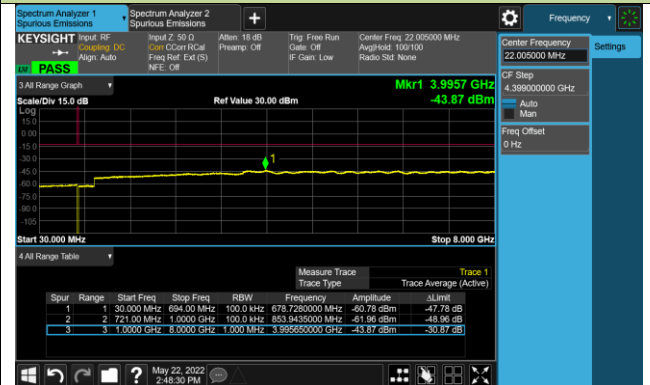 Spectrum Analyzer 1
Spurious Emissions
Spectrum Analyzer 2
Spurious Emissions
+
Frequency
KEYSIGHT
Input: RF
Coupling: DC
Align: Auto
Input Z: 50 Ω
Corr CCorr RCal
Freq Ref: Ext (S)
NFE: Off
Atten: 18 dB
Preamp: Off
Trig: Free Run
Gate: Off
IF Gain: Low
Center Freq: 22.005000 MHz
Avg|Hold: 100/100
Radio Std: None
PASS
Center Frequency
22.005000 MHz
Settings
CF Step
4.399000000 GHz
Auto
Man
Freq Offset
0 Hz
3 All Range Graph
Mkr1 3.9957 GHz
Scale/Div 15.0 dB
Ref Value 30.00 dBm
-43.87 dBm
Log
15.0
0.00
-15.0
-30.0
-45.0
-60.0
-75.0
-90.0
-105
1
Start 30.000 MHz
Stop 8.000 GHz
4 All Range Table
Measure Trace Trace 1
Trace Type Trace Average (Active)
Spur Range Start Freq Stop Freq RBW Frequency Amplitude ΔLimit
1 1 30.000 MHz 694.00 MHz 100.0 kHz 678.7280000 MHz -60.78 dBm -47.78 dB
2 2 721.00 MHz 1.0000 GHz 100.0 kHz 853.9435000 MHz -61.96 dBm -48.96 dB
3 3 1.0000 GHz 8.0000 GHz 1.000 MHz 3.995650000 GHz -43.87 dBm -30.87 dB
?
May 22, 2022
2:48:30 PM